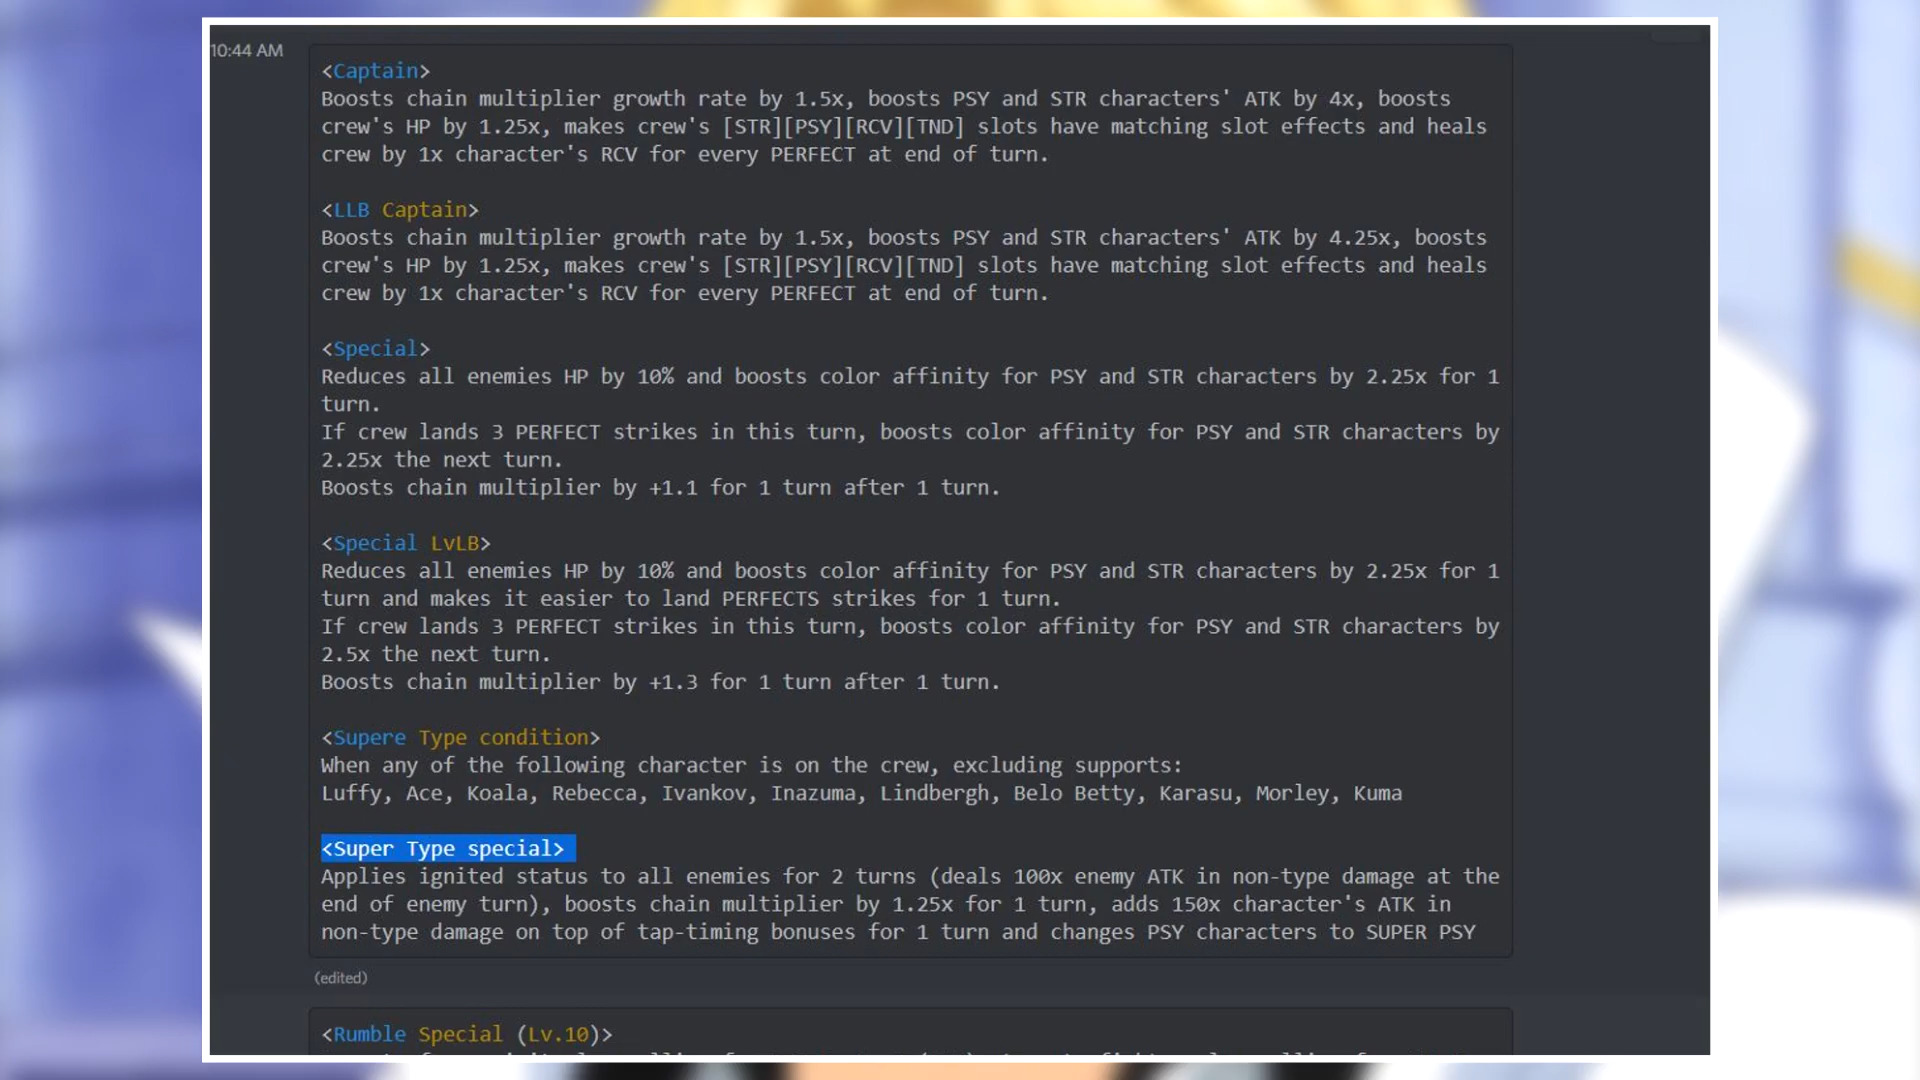 10:44 AM
<Captain>
Boosts chain multiplier growth rate by 1.5x, boosts PSY and STR characters' ATK by 4x, boosts
crew's HP by 1.25x, makes crew's [STR][PSY][RCV][TND] slots have matching slot effects and heals
crew by 1x character's RCV for every PERFECT at end of turn.
<LLB Captain>
Boosts chain multiplier growth rate by 1.5x, boosts PSY and STR characters' ATK by 4.25x, boosts
crew's HP by 1.25x, makes crew's [STR][PSY][RCV][TND] slots have matching slot effects and heals
crew by 1x character's RCV for every PERFECT at end of turn.
<Special>
Reduces all enemies HP by 10% and boosts color affinity for PSY and STR characters by 2.25x for 1
turn.
If crew lands 3 PERFECT strikes in this turn, boosts color affinity for PSY and STR characters by
2.25x the next turn.
Boosts chain multiplier by +1.1 for 1 turn after 1 turn.
<Special LvLB>
Reduces all enemies HP by 10% and boosts color affinity for PSY and STR characters by 2.25x for 1
turn and makes it easier to land PERFECTS strikes for 1 turn.
If crew lands 3 PERFECT strikes in this turn, boosts color affinity for PSY and STR characters by
2.5x the next turn.
Boosts chain multiplier by +1.3 for 1 turn after 1 turn.
<Supere Type condition>
When any of the following character is on the crew, excluding supports:
Luffy, Ace, Koala, Rebecca, Ivankov, Inazuma, Lindbergh, Belo Betty, Karasu, Morley, Kuma
<Super Type special>
Applies ignited status to all enemies for 2 turns (deals 100x enemy ATK in non-type damage at the
end of enemy turn), boosts chain multiplier by 1.25x for 1 turn, adds 150x character's ATK in
non-type damage on top of tap-timing bonuses for 1 turn and changes PSY characters to SUPER PSY
(edited)
<Rumble Special (Lv.10)>